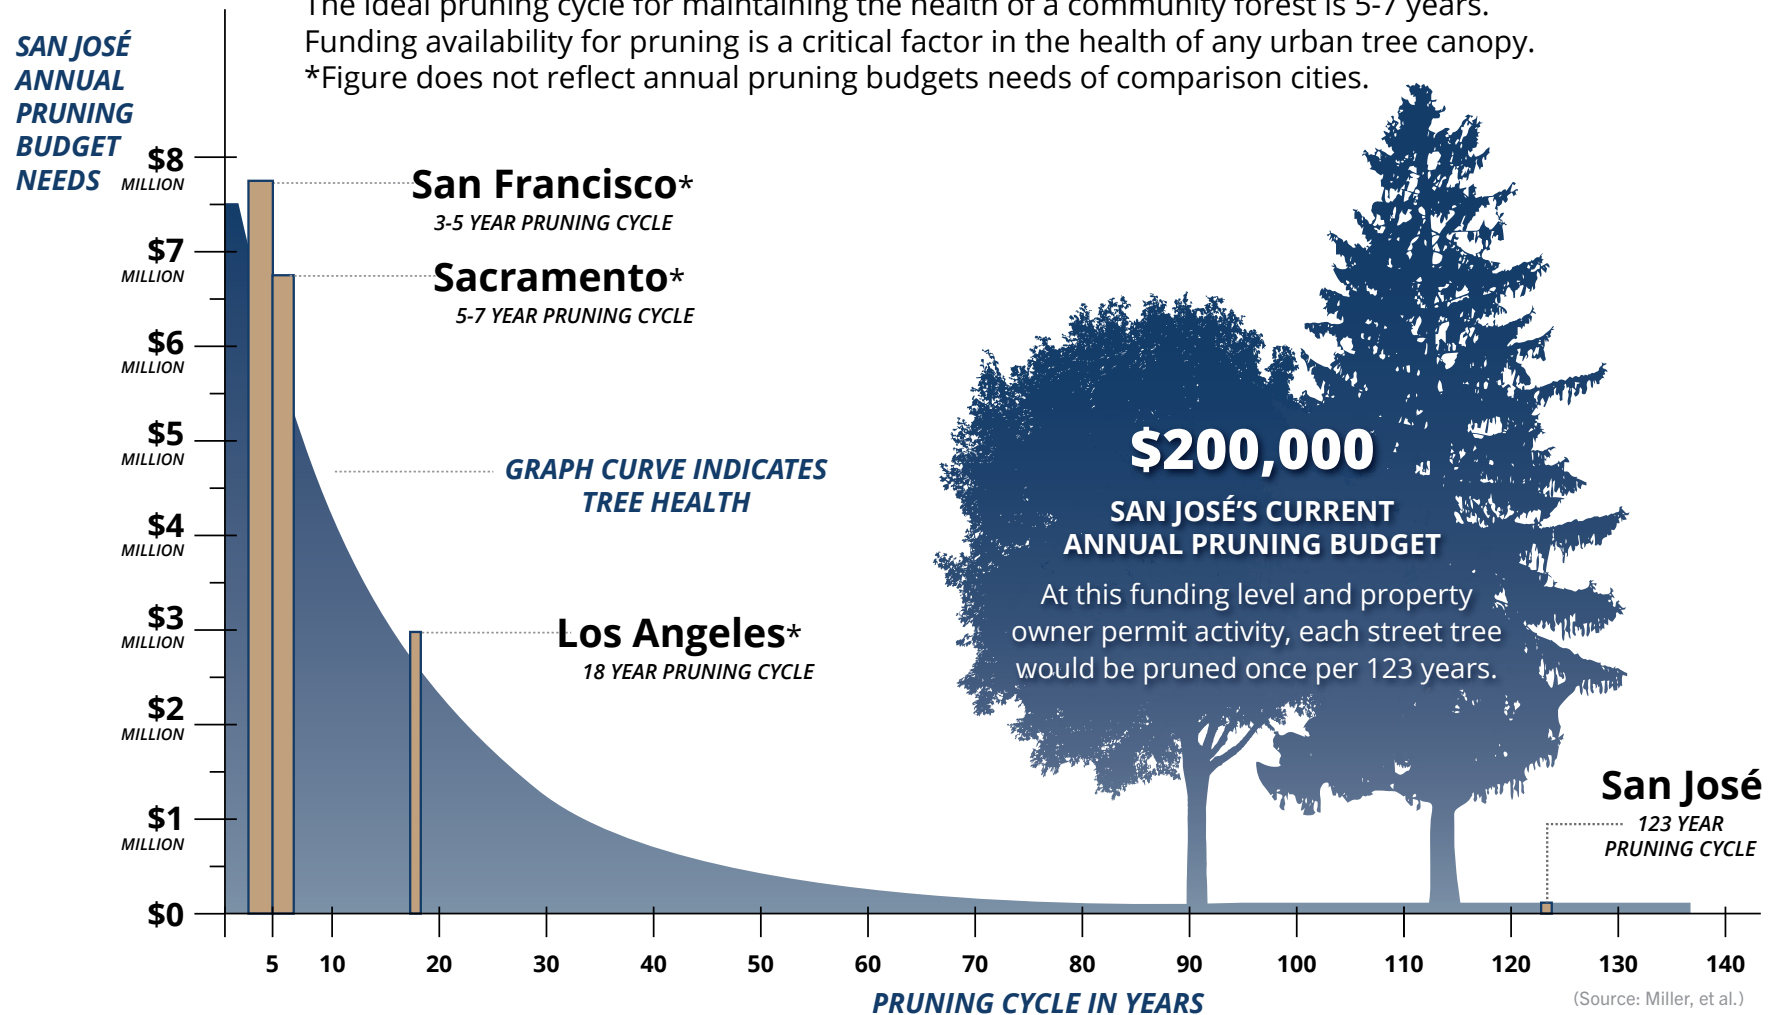 The ideal pruning cycle for maintaining the health of a community forest is 5-7 years.
Funding availability for pruning is a critical factor in the health of any urban tree canopy.
*Figure does not reflect annual pruning budgets needs of comparison cities.
SAN JOSÉ
ANNUAL
PRUNING
BUDGET
NEEDS
$8
MILLION
$7
MILLION
$6
MILLION
$5
MILLION
$4
MILLION
$3
MILLION
$2
MILLION
$1
MILLION
$0
San Francisco*
3-5 YEAR PRUNING CYCLE
Sacramento*
5-7 YEAR PRUNING CYCLE
GRAPH CURVE INDICATES
TREE HEALTH
Los Angeles*
18 YEAR PRUNING CYCLE
$200,000
SAN JOSÉ’S CURRENT
ANNUAL PRUNING BUDGET
At this funding level and property
owner permit activity, each street tree
would be pruned once per 123 years.
San José
123 YEAR
PRUNING CYCLE
5 10 20 30 40 50 60 70 80 90 100 110 120 130 140
PRUNING CYCLE IN YEARS
(Source: Miller, et al.)